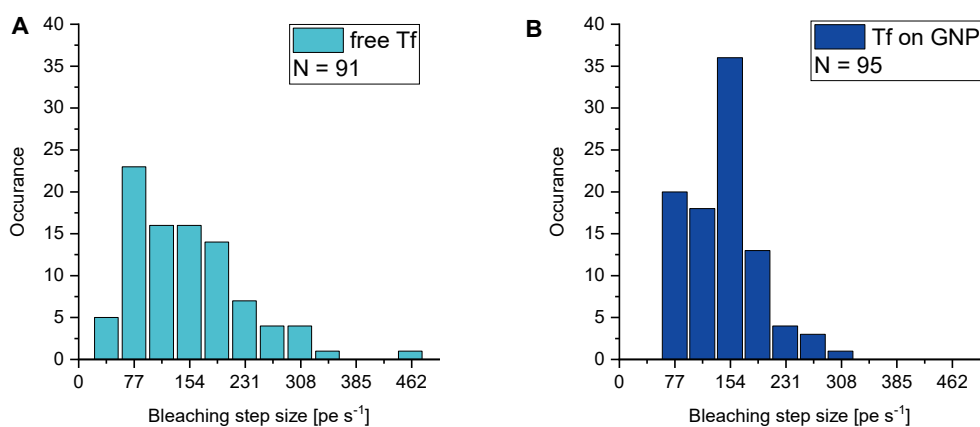 A
free Tf
N = 91
40
35
30
25
20
15
10
5
0
Occurance
0 77 154 231 308 385 462
Bleaching step size [pe s⁻¹]
B
Tf on GNP
N = 95
40
35
30
25
20
15
10
5
0
Occurance
0 77 154 231 308 385 462
Bleaching step size [pe s⁻¹]